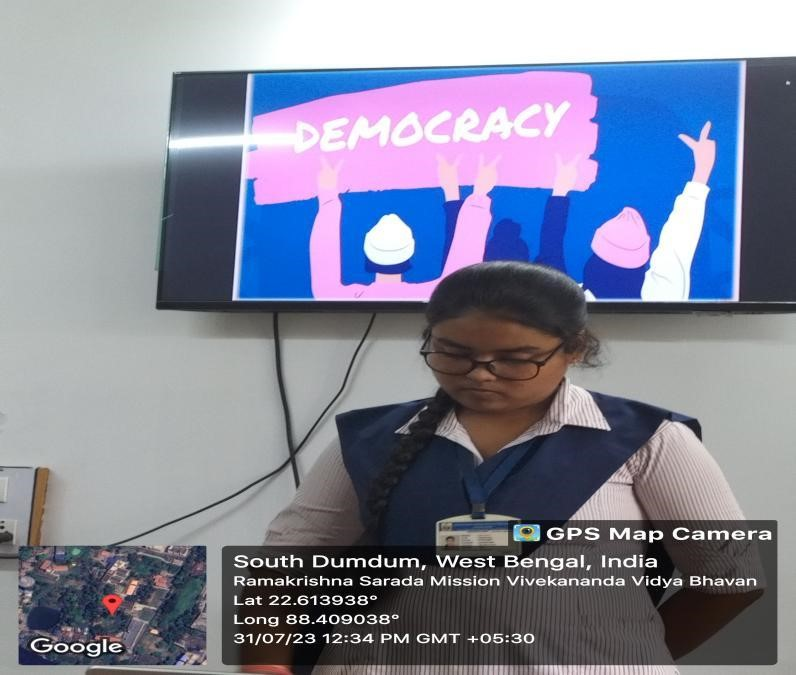 DEMOCRACY
GPS Map Camera
South Dumdum, West Bengal, India
Ramakrishna Sarada Mission Vivekananda Vidya Bhavan
Lat 22.613938°
Long 88.409038°
31/07/23 12:34 PM GMT +05:30
Google